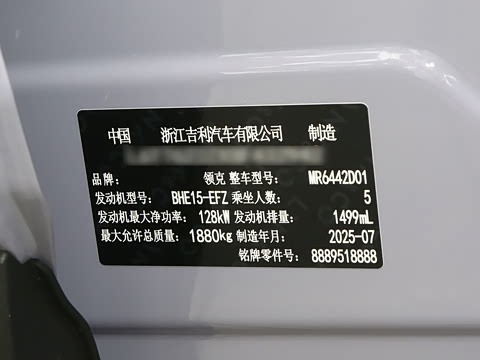 中国 浙江吉利汽车有限公司 制造
品牌: 领克 整车型号: MR6442D01
发动机型号: BHE15-EFZ 乘坐人数: 5
发动机最大净功率: 128kW 发动机排量: 1499mL
最大允许总质量: 1880kg 制造年月: 2025-07
铭牌零件号: 8889518888